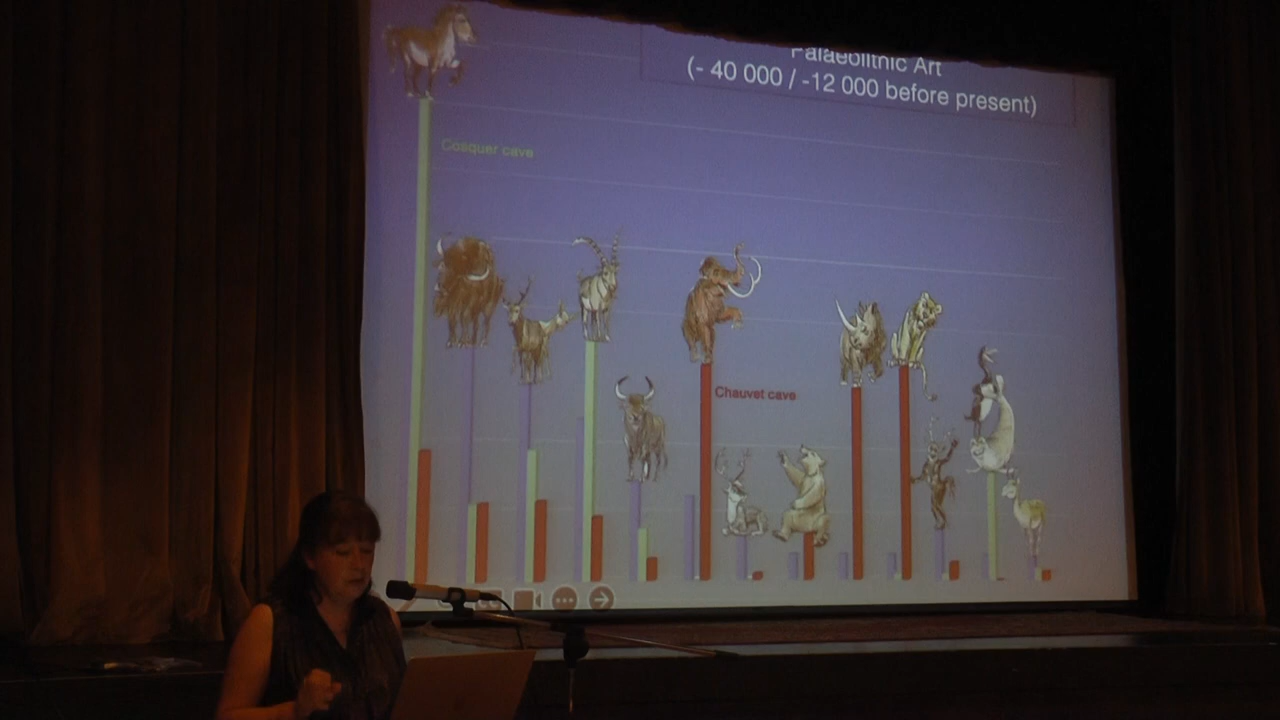 Palaeolithic Art
(- 40 000 / -12 000 before present)
Cosquer cave
Chauvet cave